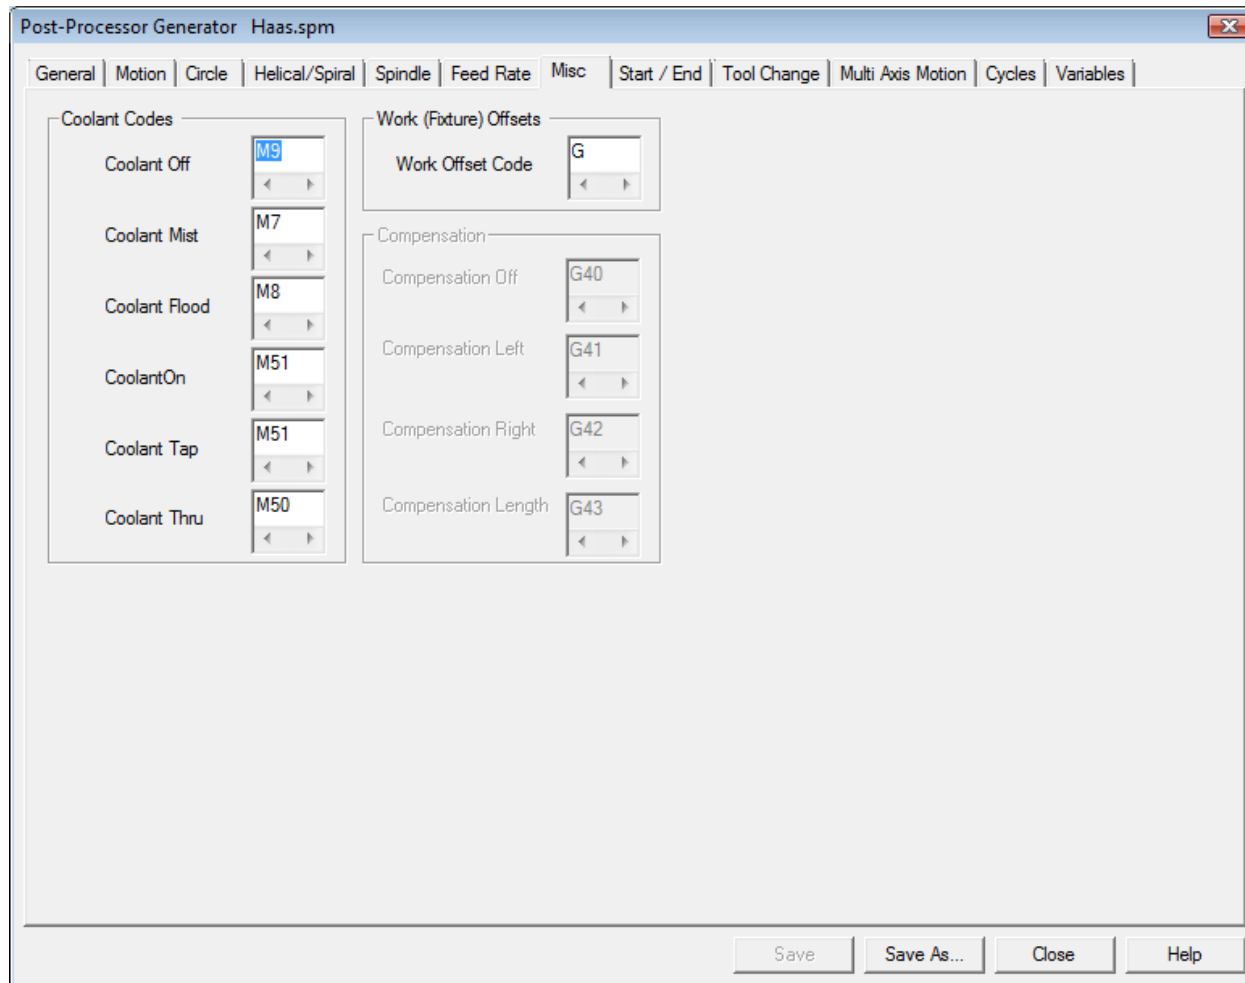 Post-Processor Generator   Haas.spm
General Motion Circle Helical/Spiral Spindle Feed Rate Misc Start / End Tool Change Multi Axis Motion Cycles Variables
Coolant Codes
Coolant Off M9
Coolant Mist M7
Coolant Flood M8
CoolantOn M51
Coolant Tap M51
Coolant Thru M50
Work (Fixture) Offsets
Work Offset Code G
Compensation
Compensation Off G40
Compensation Left G41
Compensation Right G42
Compensation Length G43
Save Save As... Close Help